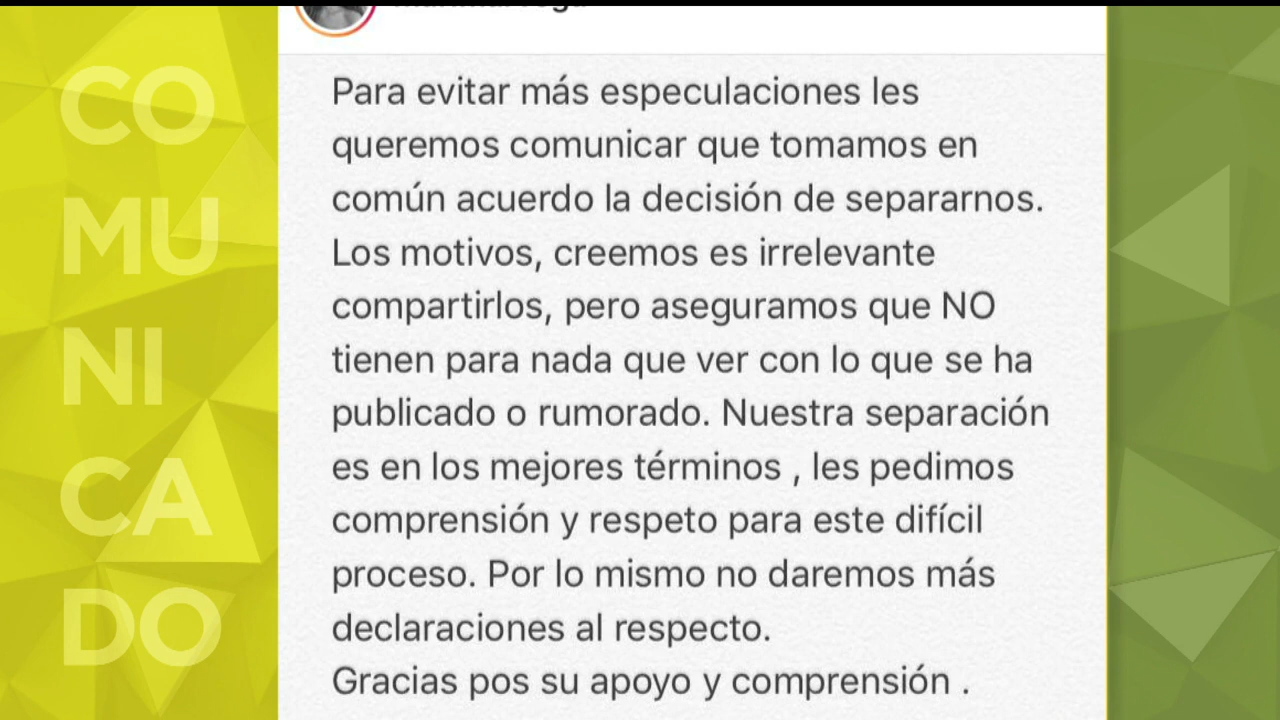 CO
MU
NI
CA
DO
Para evitar más especulaciones les
queremos comunicar que tomamos en
común acuerdo la decisión de separarnos.
Los motivos, creemos es irrelevante
compartirlos, pero aseguramos que NO
tienen para nada que ver con lo que se ha
publicado o rumorado. Nuestra separación
es en los mejores términos , les pedimos
comprensión y respeto para este difícil
proceso. Por lo mismo no daremos más
declaraciones al respecto.
Gracias pos su apoyo y comprensión .